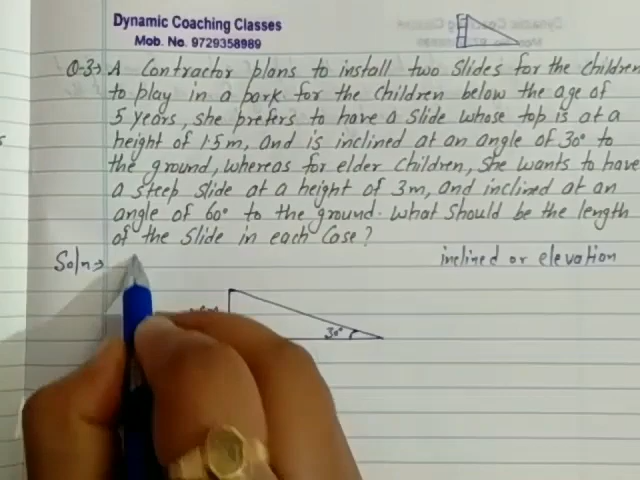 Dynamic Coaching Classes
Mob. No. 9729358989
Q-3→ A Contractor plans to install two slides for the children
to play in a park for the children below the age of
5 years, she prefers to have a slide whose top is at a
height of 1.5 m, and is inclined at an angle of 30° to
the ground, whereas for elder children, she wants to have
a steep slide at a height of 3m, and inclined at an
angle of 60° to the ground. What should be the length
of the slide in each case?
Soln→
inclined or elevation
30°